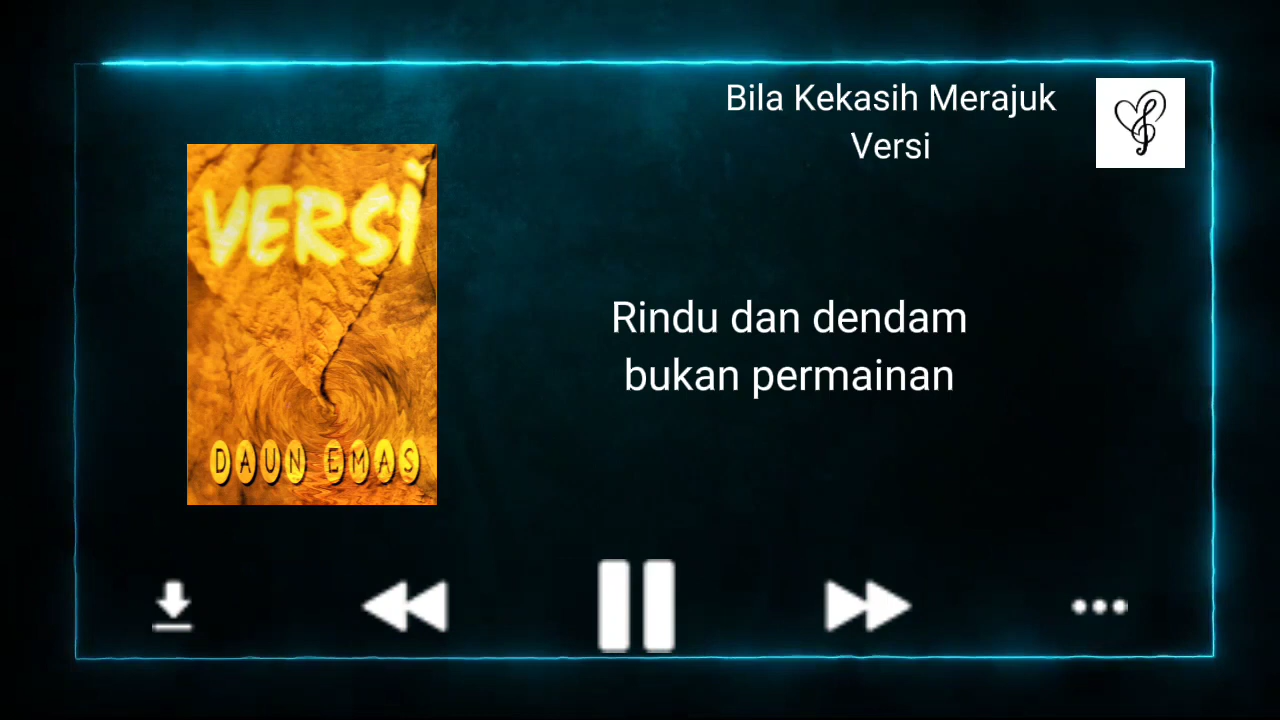 Bila Kekasih Merajuk
Versi
VERSI
Rindu dan dendam
bukan permainan
DAUN EMAS